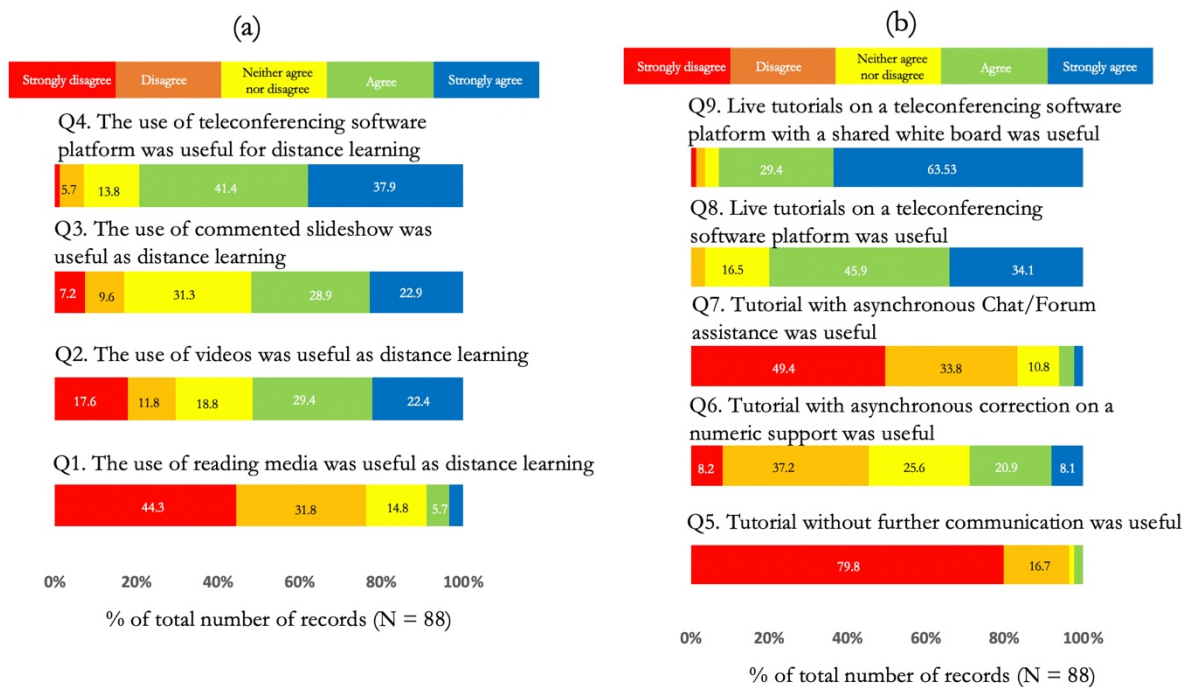 (a)
Strongly disagree
Disagree
Neither agree
nor disagree
Agree
Strongly agree
Q4. The use of teleconferencing software
platform was useful for distance learning
5.7 13.8 41.4 37.9
Q3. The use of commented slideshow was
useful as distance learning
7.2 9.6 31.3 28.9 22.9
Q2. The use of videos was useful as distance learning
17.6 11.8 18.8 29.4 22.4
Q1. The use of reading media was useful as distance learning
44.3 31.8 14.8 5.7
0% 20% 40% 60% 80% 100%
% of total number of records (N = 88)
(b)
Strongly disagree
Disagree
Neither agree
nor disagree
Agree
Strongly agree
Q9. Live tutorials on a teleconferencing software
platform with a shared white board was useful
29.4 63.53
Q8. Live tutorials on a teleconferencing
software platform was useful
16.5 45.9 34.1
Q7. Tutorial with asynchronous Chat/Forum
assistance was useful
49.4 33.8 10.8
Q6. Tutorial with asynchronous correction on a
numeric support was useful
8.2 37.2 25.6 20.9 8.1
Q5. Tutorial without further communication was useful
79.8 16.7
0% 20% 40% 60% 80% 100%
% of total number of records (N = 88)